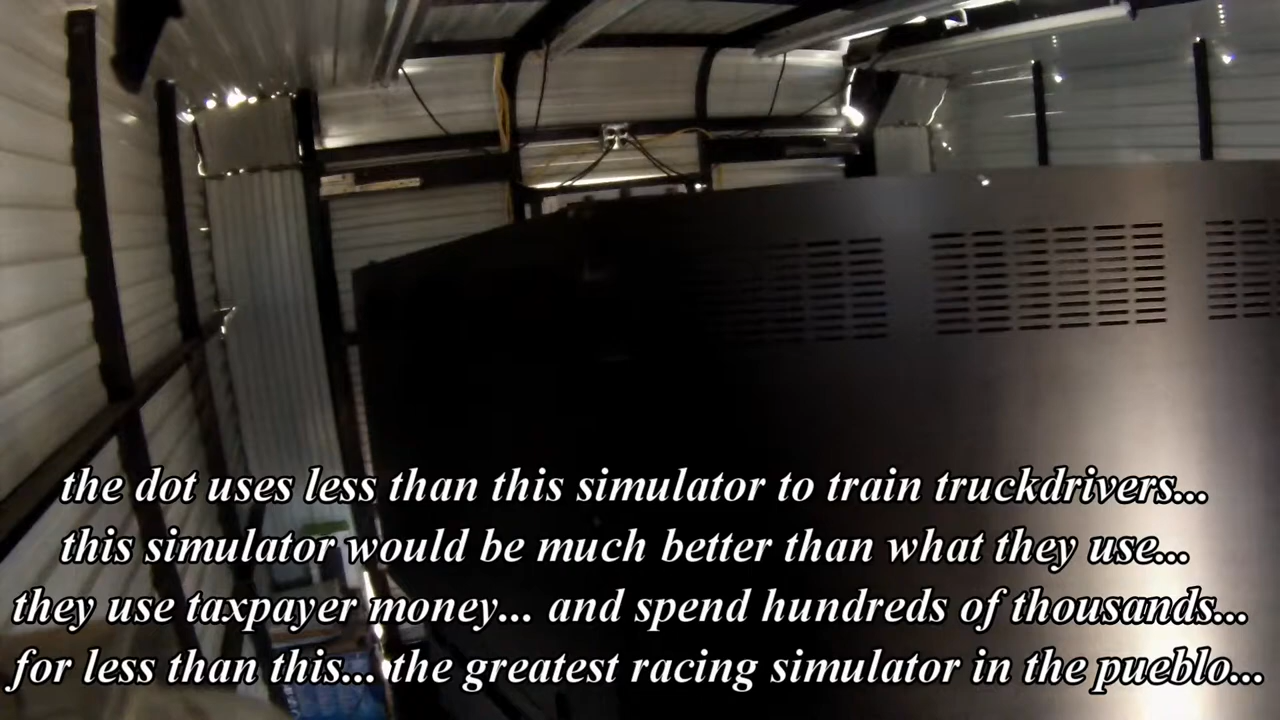 the dot uses less than this simulator to train truckdrivers...
this simulator would be much better than what they use...
they use taxpayer money... and spend hundreds of thousands...
for less than this... the greatest racing simulator in the pueblo...